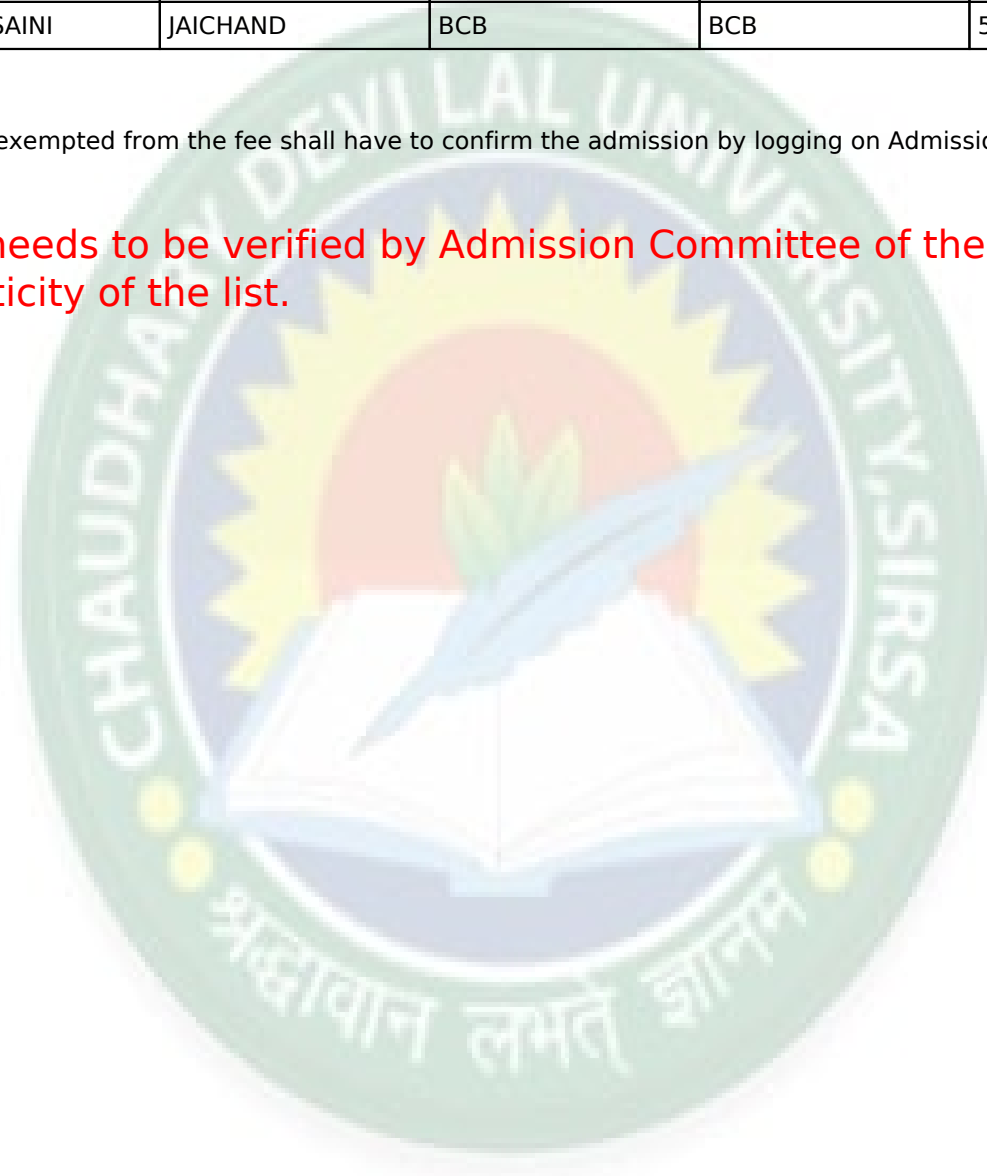 SAINI JAICHAND BCB BCB 5
exempted from the fee shall have to confirm the admission by logging on
needs to be verified by Admission Committee of the
ticity of the list.
CHAUDHARY DEVI LAL UNIVERSITY,SIRSA
श्रद्धावान लभते ज्ञानम